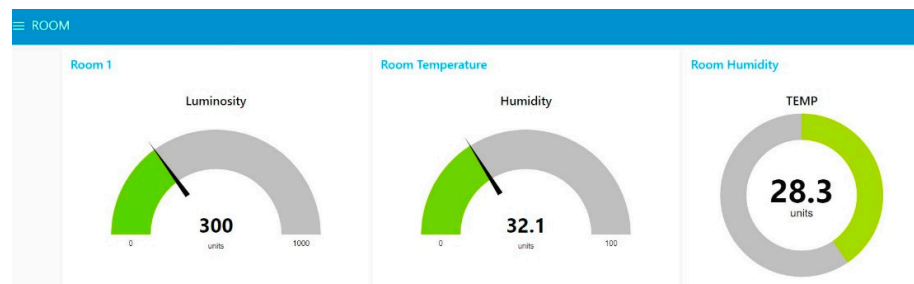 ≡ ROOM
Room 1
Luminosity
300
units
0
1000
Room Temperature
Humidity
32.1
units
0
100
Room Humidity
TEMP
28.3
units